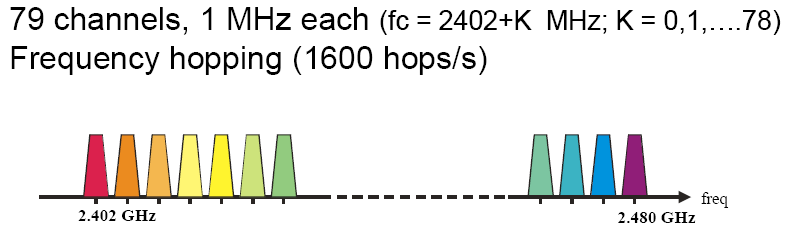 79 channels, 1 MHz each (fc = 2402+K  MHz; K = 0,1,….78)
Frequency hopping (1600 hops/s)
freq
2.402 GHz
2.480 GHz